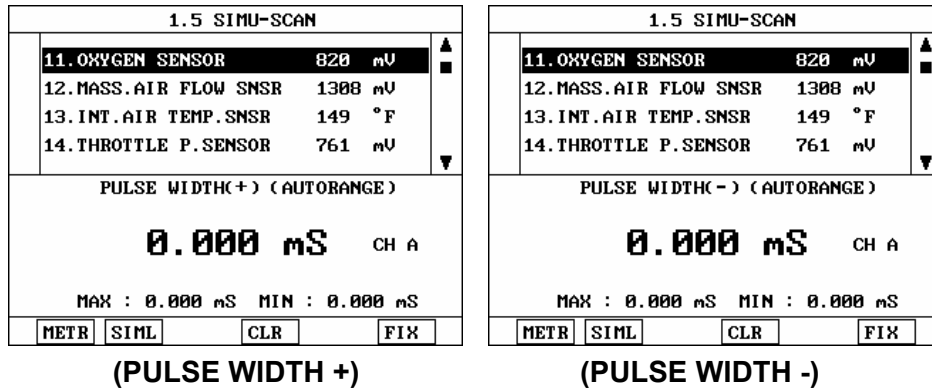 1.5 SIMU-SCAN
11.OXYGEN SENSOR 820 mV
12.MASS.AIR FLOW SNSR 1308 mV
13.INT.AIR TEMP.SNSR 149 °F
14.THROTTLE P.SENSOR 761 mV
PULSE WIDTH(+) (AUTORANGE)
0.000 mS CH A
MAX : 0.000 mS MIN : 0.000 mS
METR SIML CLR FIX
(PULSE WIDTH +)
1.5 SIMU-SCAN
11.OXYGEN SENSOR 820 mV
12.MASS.AIR FLOW SNSR 1308 mV
13.INT.AIR TEMP.SNSR 149 °F
14.THROTTLE P.SENSOR 761 mV
PULSE WIDTH(-) (AUTORANGE)
0.000 mS CH A
MAX : 0.000 mS MIN : 0.000 mS
METR SIML CLR FIX
(PULSE WIDTH -)